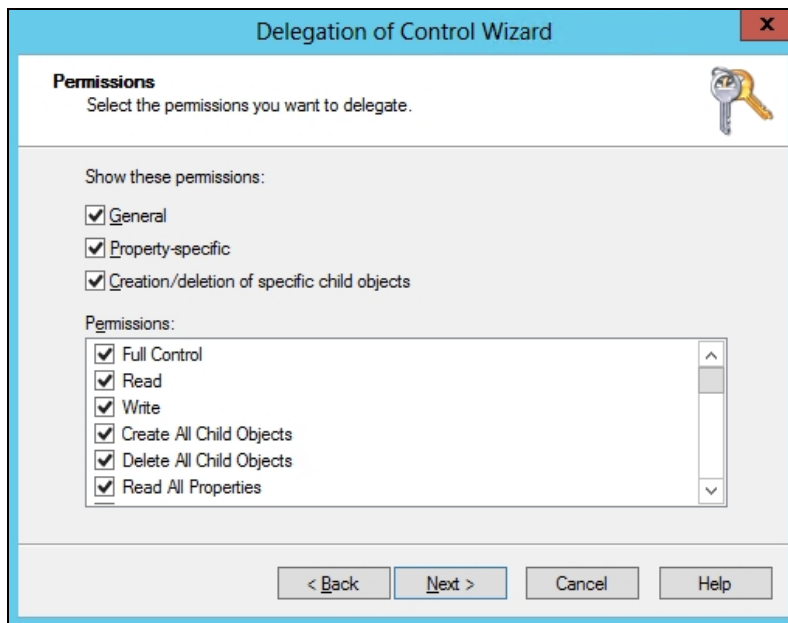 Delegation of Control Wizard
x
Permissions
Select the permissions you want to delegate.
Show these permissions:
General
Property-specific
Creation/deletion of specific child objects
Permissions:
Full Control
Read
Write
Create All Child Objects
Delete All Child Objects
Read All Properties
< Back Next > Cancel Help